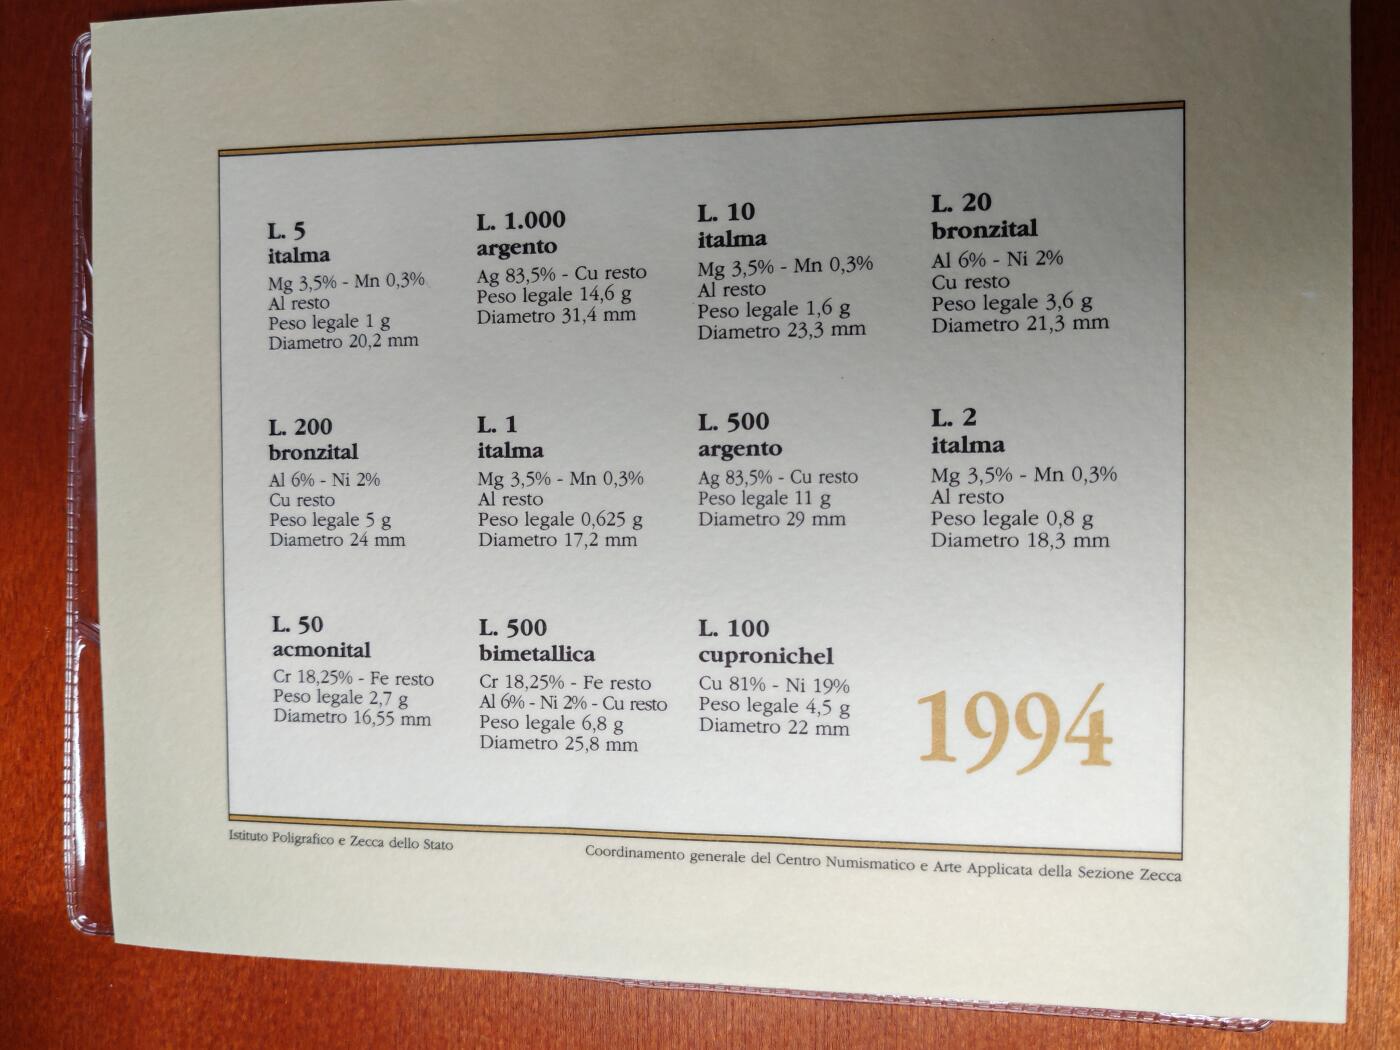 L. 5
italma
Mg 3,5% - Mn 0,3%
Al resto
Peso legale 1 g
Diametro 20,2 mm
L. 1.000
argento
Ag 83,5% - Cu resto
Peso legale 14,6 g
Diametro 31,4 mm
L. 10
italma
Mg 3,5% - Mn 0,3%
Al resto
Peso legale 1,6 g
Diametro 23,3 mm
L. 20
bronzital
Al 6% - Ni 2%
Cu resto
Peso legale 3,6 g
Diametro 21,3 mm
L. 200
bronzital
Al 6% - Ni 2%
Cu resto
Peso legale 5 g
Diametro 24 mm
L. 1
italma
Mg 3,5% - Mn 0,3%
Al resto
Peso legale 0,625 g
Diametro 17,2 mm
L. 500
argento
Ag 83,5% - Cu resto
Peso legale 11 g
Diametro 29 mm
L. 2
italma
Mg 3,5% - Mn 0,3%
Al resto
Peso legale 0,8 g
Diametro 18,3 mm
L. 50
acmonital
Cr 18,25% - Fe resto
Peso legale 2,7 g
Diametro 16,55 mm
L. 500
bimetallica
Cr 18,25% - Fe resto
Al 6% - Ni 2% - Cu resto
Peso legale 6,8 g
Diametro 25,8 mm
L. 100
cupronichel
Cu 81% - Ni 19%
Peso legale 4,5 g
Diametro 22 mm
1994
Istituto Poligrafico e Zecca dello Stato
Coordinamento generale del Centro Numismatico e Arte Applicata della Sezione Zecca